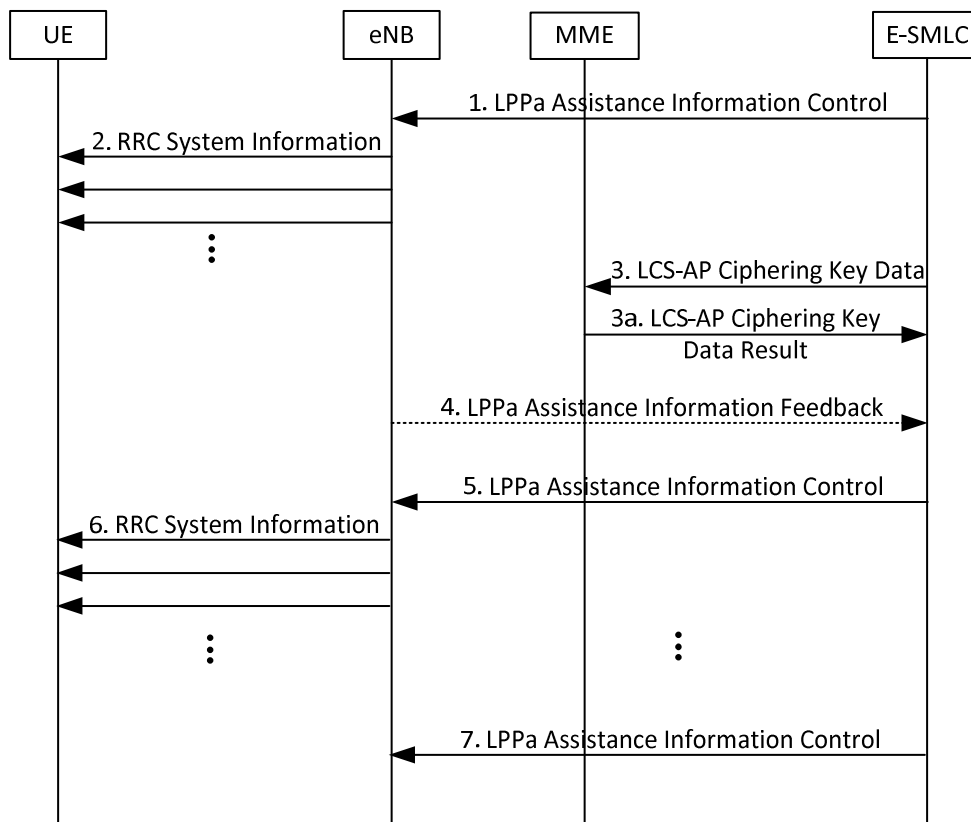 UE
eNB
MME
E-SMLC
1. LPPa Assistance Information Control
2. RRC System Information
3. LCS-AP Ciphering Key Data
3a. LCS-AP Ciphering Key
Data Result
4. LPPa Assistance Information Feedback
5. LPPa Assistance Information Control
6. RRC System Information
7. LPPa Assistance Information Control